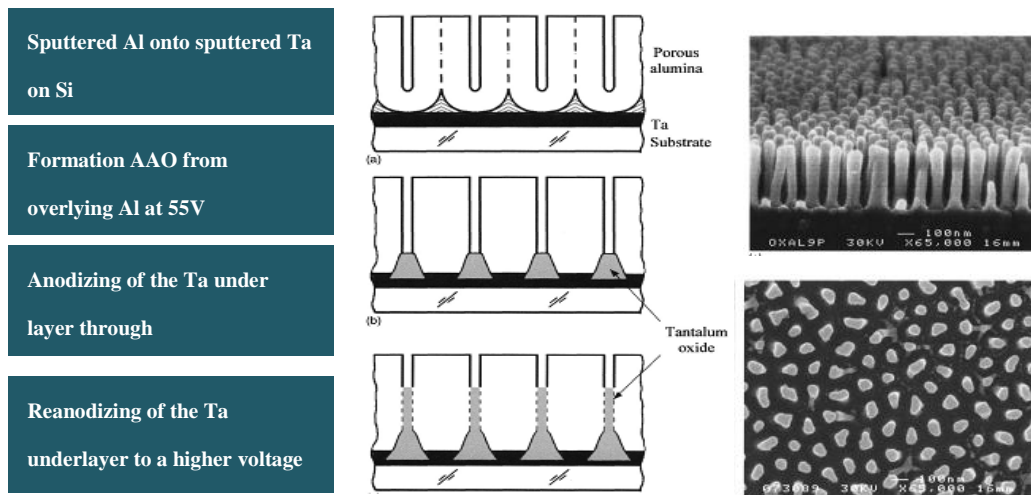 Sputtered Al onto sputtered Ta
on Si
Formation AAO from
overlying Al at 55V
Anodizing of the Ta under
layer through
Reanodizing of the Ta
underlayer to a higher voltage
Porous
alumina
Ta
Substrate
(a)
(b)
Tantalum
oxide
100nm
OXAL9P 30KV X65,000 16mm
100nm
30KV X65,000 16mm